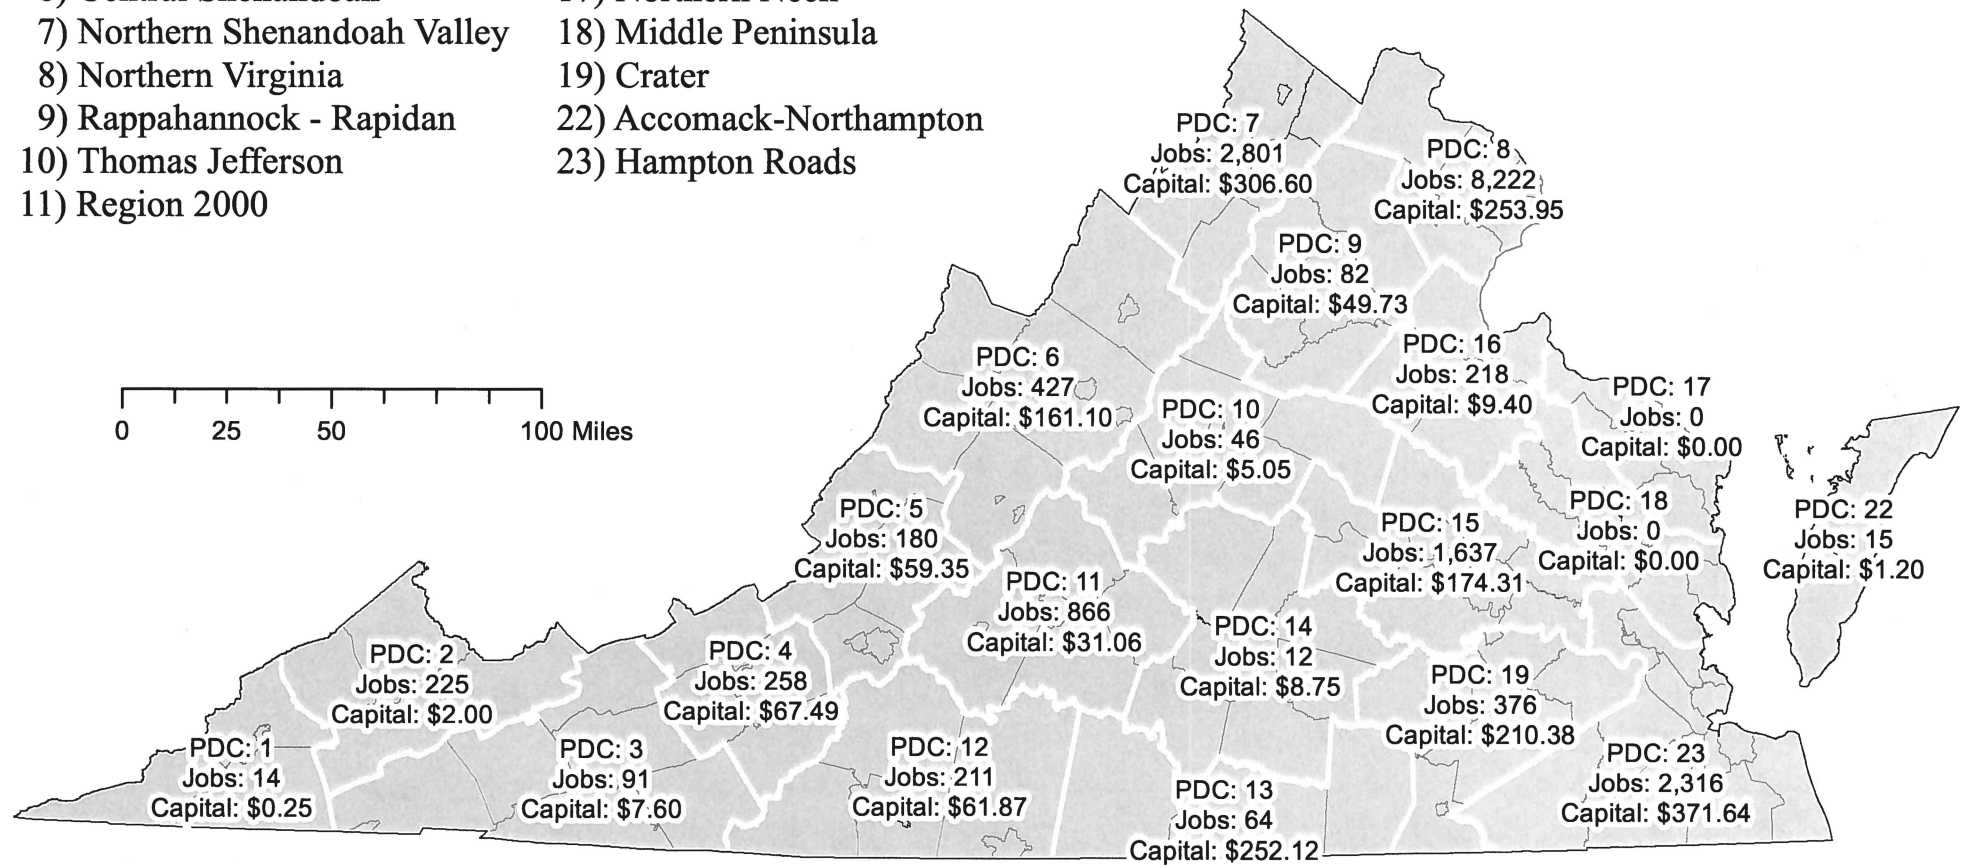 7) Northern Shenandoah Valley
8) Northern Virginia
9) Rappahannock - Rapidan
10) Thomas Jefferson
11) Region 2000
18) Middle Peninsula
19) Crater
22) Accomack-Northampton
23) Hampton Roads
0 25 50 100 Miles
PDC: 7
Jobs: 2,801
Capital: $306.60
PDC: 8
Jobs: 8,222
Capital: $253.95
PDC: 9
Jobs: 82
Capital: $49.73
PDC: 6
Jobs: 427
Capital: $161.10
PDC: 16
Jobs: 218
Capital: $9.40
PDC: 17
Jobs: 0
Capital: $0.00
PDC: 10
Jobs: 46
Capital: $5.05
PDC: 5
Jobs: 180
Capital: $59.35
PDC: 18
Jobs: 0
Capital: $0.00
PDC: 22
Jobs: 15
Capital: $1.20
PDC: 15
Jobs: 1,637
Capital: $174.31
PDC: 11
Jobs: 866
Capital: $31.06
PDC: 14
Jobs: 12
Capital: $8.75
PDC: 2
Jobs: 225
Capital: $2.00
PDC: 4
Jobs: 258
Capital: $67.49
PDC: 19
Jobs: 376
Capital: $210.38
PDC: 1
Jobs: 14
Capital: $0.25
PDC: 3
Jobs: 91
Capital: $7.60
PDC: 12
Jobs: 211
Capital: $61.87
PDC: 13
Jobs: 64
Capital: $252.12
PDC: 23
Jobs: 2,316
Capital: $371.64